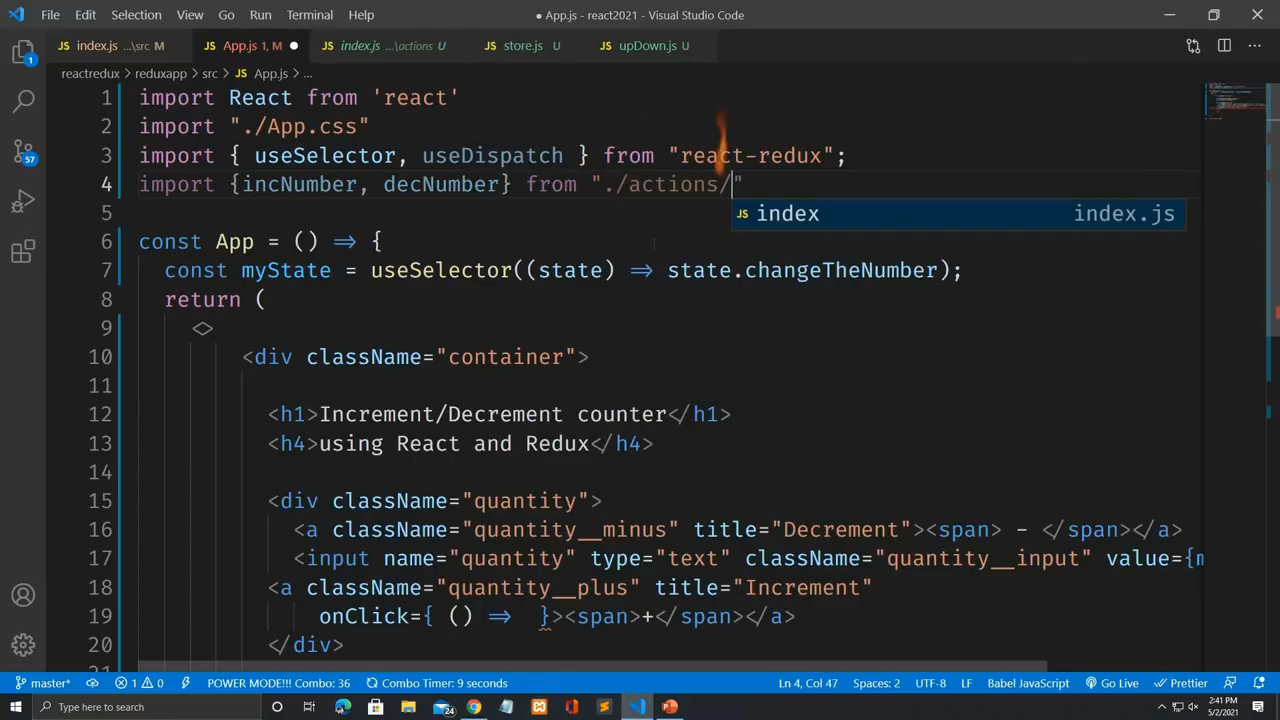 File Edit Selection View Go Run Terminal Help
● App.js - react2021 - Visual Studio Code
JS index.js ...\src M
JS App.js 1, M ●
JS index.js ...\actions U
JS store.js U
JS upDown.js U
reactredux > reduxapp > src > JS App.js > ...
1 import React from 'react'
2 import "./App.css"
3 import { useSelector, useDispatch } from "react-redux";
4 import {incNumber, decNumber} from "./actions/"
JS index index.js
5
6 const App = () => {
7 const myState = useSelector((state) => state.changeTheNumber);
8 return (
9 <>
10 <div className="container">
11
12 <h1>Increment/Decrement counter</h1>
13 <h4>using React and Redux</h4>
14
15 <div className="quantity">
16 <a className="quantity__minus" title="Decrement"><span> - </span></a>
17 <input name="quantity" type="text" className="quantity__input" value={m
18 <a className="quantity__plus" title="Increment"
19 onClick={ () => }><span>+</span></a>
20 </div>
1
57
master* 1 0 POWER MODE!!! Combo: 36 Combo Timer: 9 seconds
Ln 4, Col 47 Spaces: 2 UTF-8 LF Babel JavaScript Go Live Prettier
Type here to search
24
2:41 PM
5/2/2021